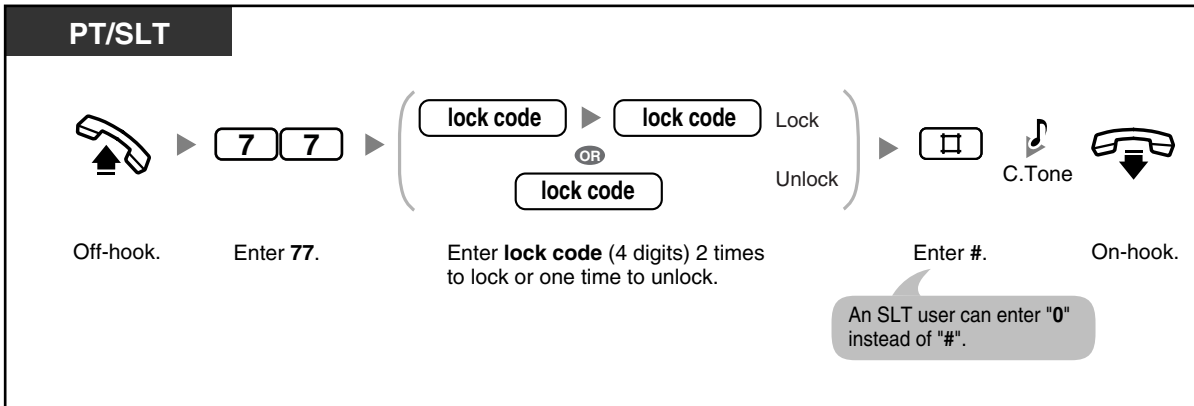 PT/SLT
7 7
lock code lock code Lock
OR
lock code Unlock
#
C.Tone
Off-hook.
Enter 77.
Enter lock code (4 digits) 2 times
to lock or one time to unlock.
Enter #.
On-hook.
An SLT user can enter "0"
instead of "#".